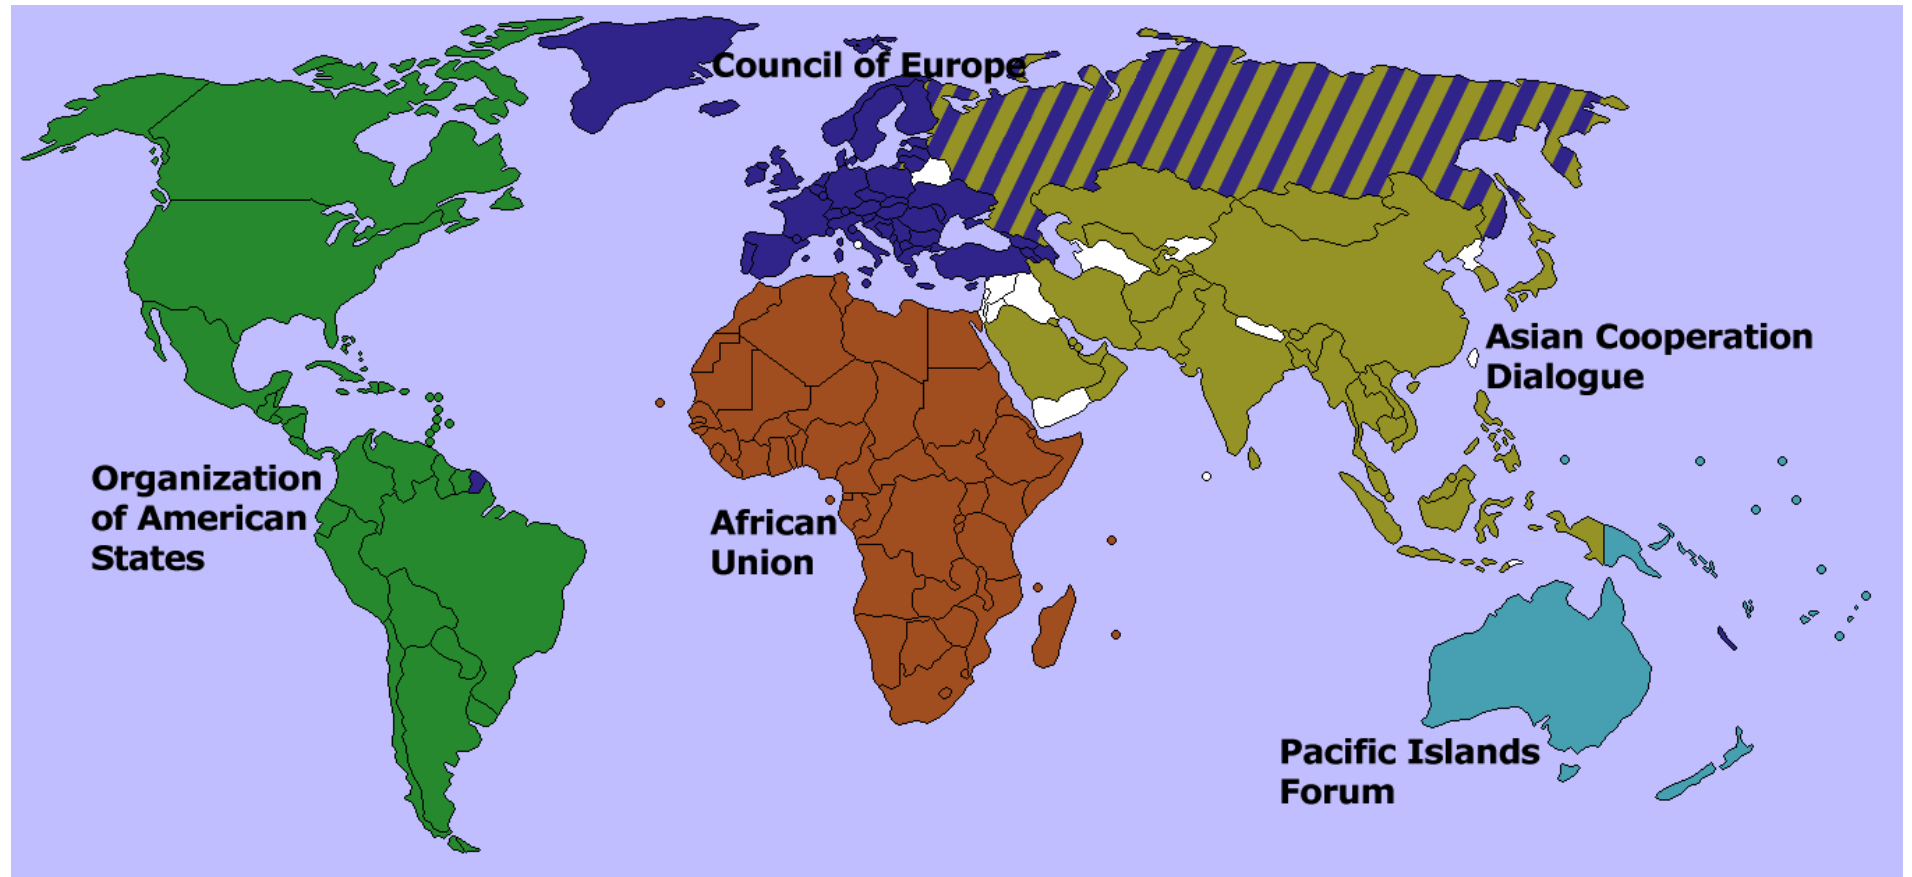 Council of Europe
Asian Cooperation
Dialogue
Organization
of American
States
African
Union
Pacific Islands
Forum